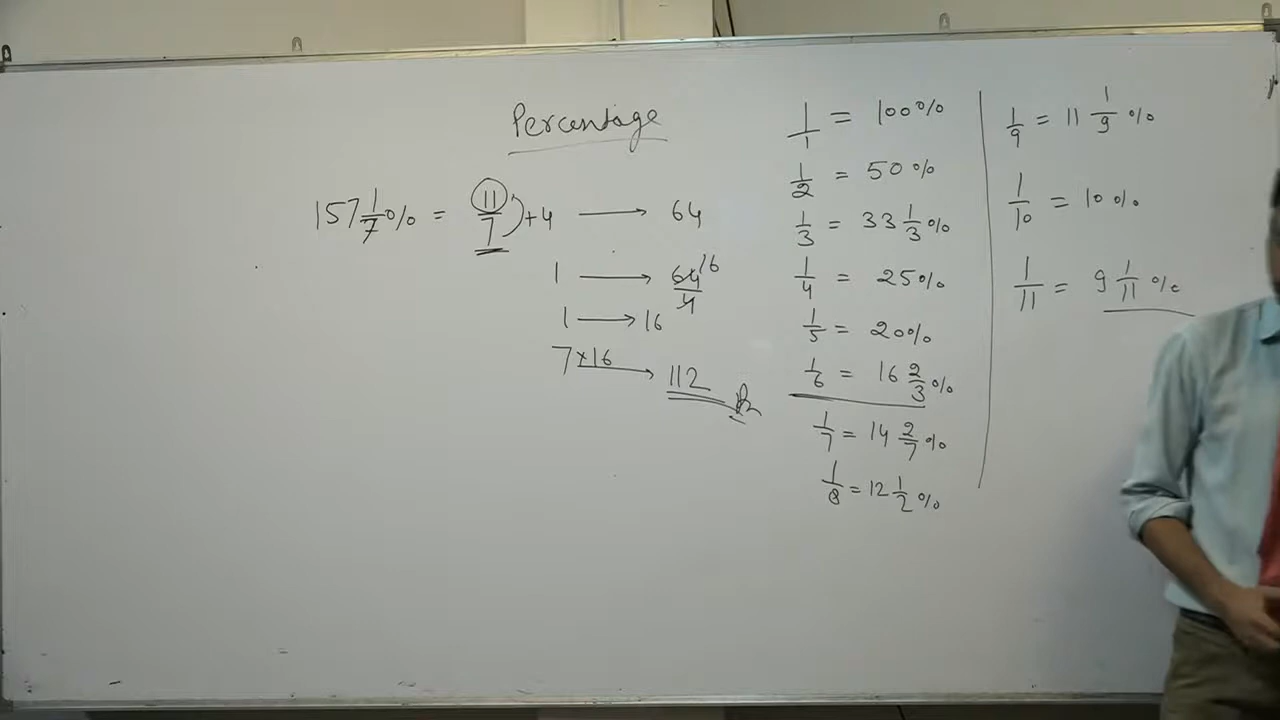 Percentage
157 1/7 % = 11/7 +4 → 64
1 → 64/4 16
1 → 16
7×16 → 112
1/1 = 100%
1/2 = 50%
1/3 = 33 1/3 %
1/4 = 25%
1/5 = 20%
1/6 = 16 2/3 %
1/7 = 14 2/7 %
1/8 = 12 1/2 %
1/9 = 11 1/9 %
1/10 = 10%
1/11 = 9 1/11 %